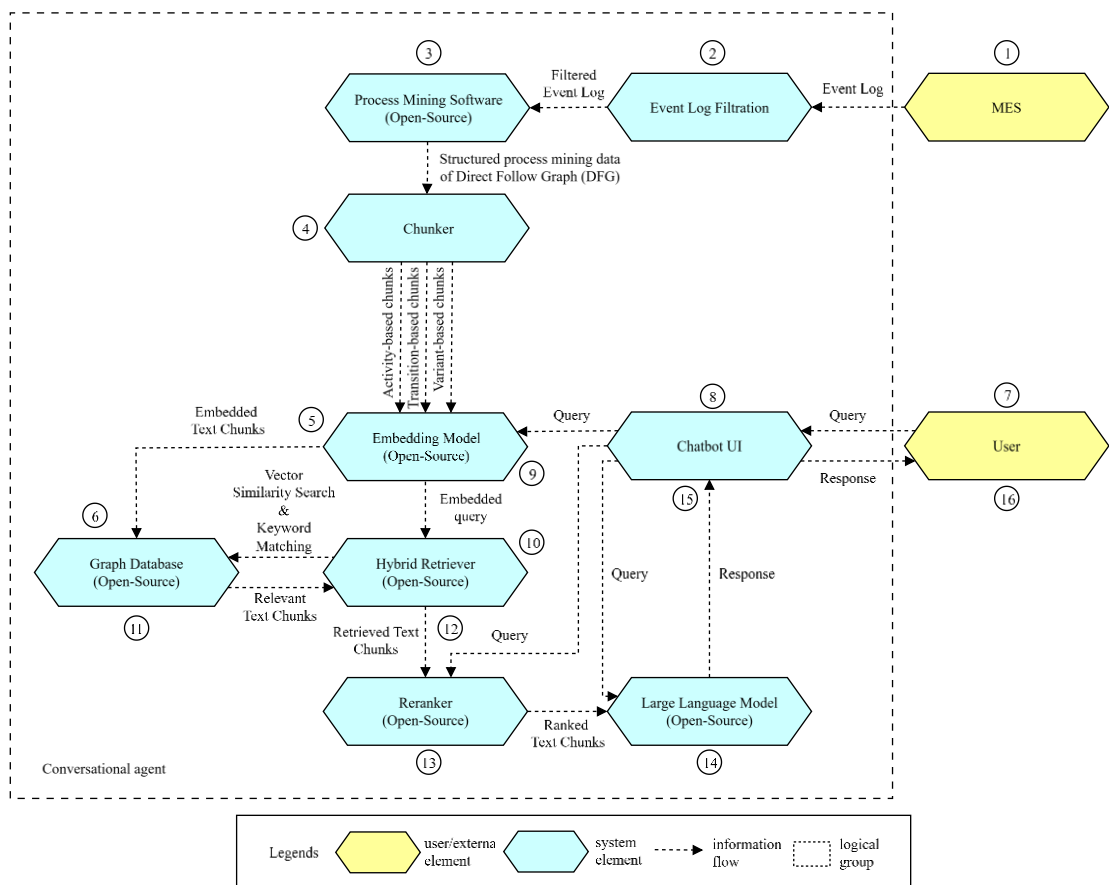 3
2
1
Process Mining Software
(Open-Source)
Filtered
Event Log
Event Log Filtration
Event Log
MES
Structured process mining data
of Direct Follow Graph (DFG)
4
Chunker
Activity-based chunks
Transition-based chunks
Variant-based chunks
5
8
7
Embedded
Text Chunks
Embedding Model
(Open-Source)
Query
Chatbot UI
Query
User
Response
9
15
16
Vector
Similarity Search
&
Keyword
Matching
Embedded
query
6
10
Graph Database
(Open-Source)
Hybrid Retriever
(Open-Source)
Query
Response
Relevant
Text Chunks
11
12
Retrieved Text
Chunks
Query
Reranker
(Open-Source)
Ranked
Text Chunks
Large Language Model
(Open-Source)
13
14
Conversational agent
Legends
user/externa
element
system
element
information
flow
logical
group